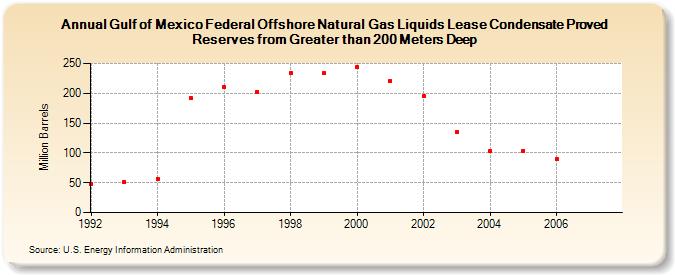 Annual Gulf of Mexico Federal Offshore Natural Gas Liquids Lease Condensate Proved
Reserves from Greater than 200 Meters Deep
Million Barrels
250
200
150
100
50
0
1992 1994 1996 1998 2000 2002 2004 2006
Source: U.S. Energy Information Administration